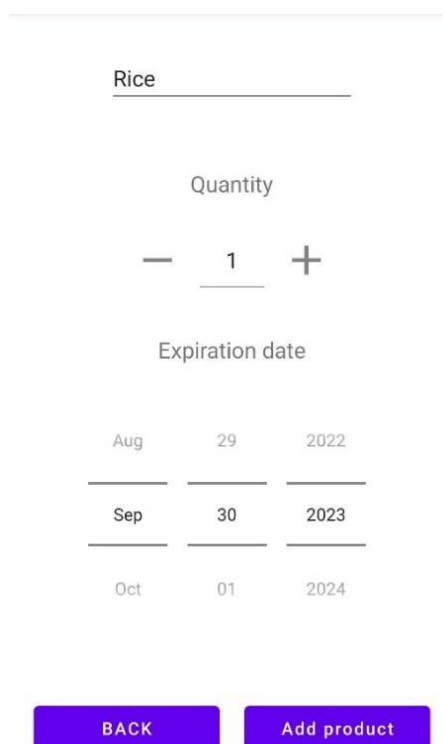 Rice
Quantity
1
Expiration date
Aug 29 2022
Sep 30 2023
Oct 01 2024
BACK Add product